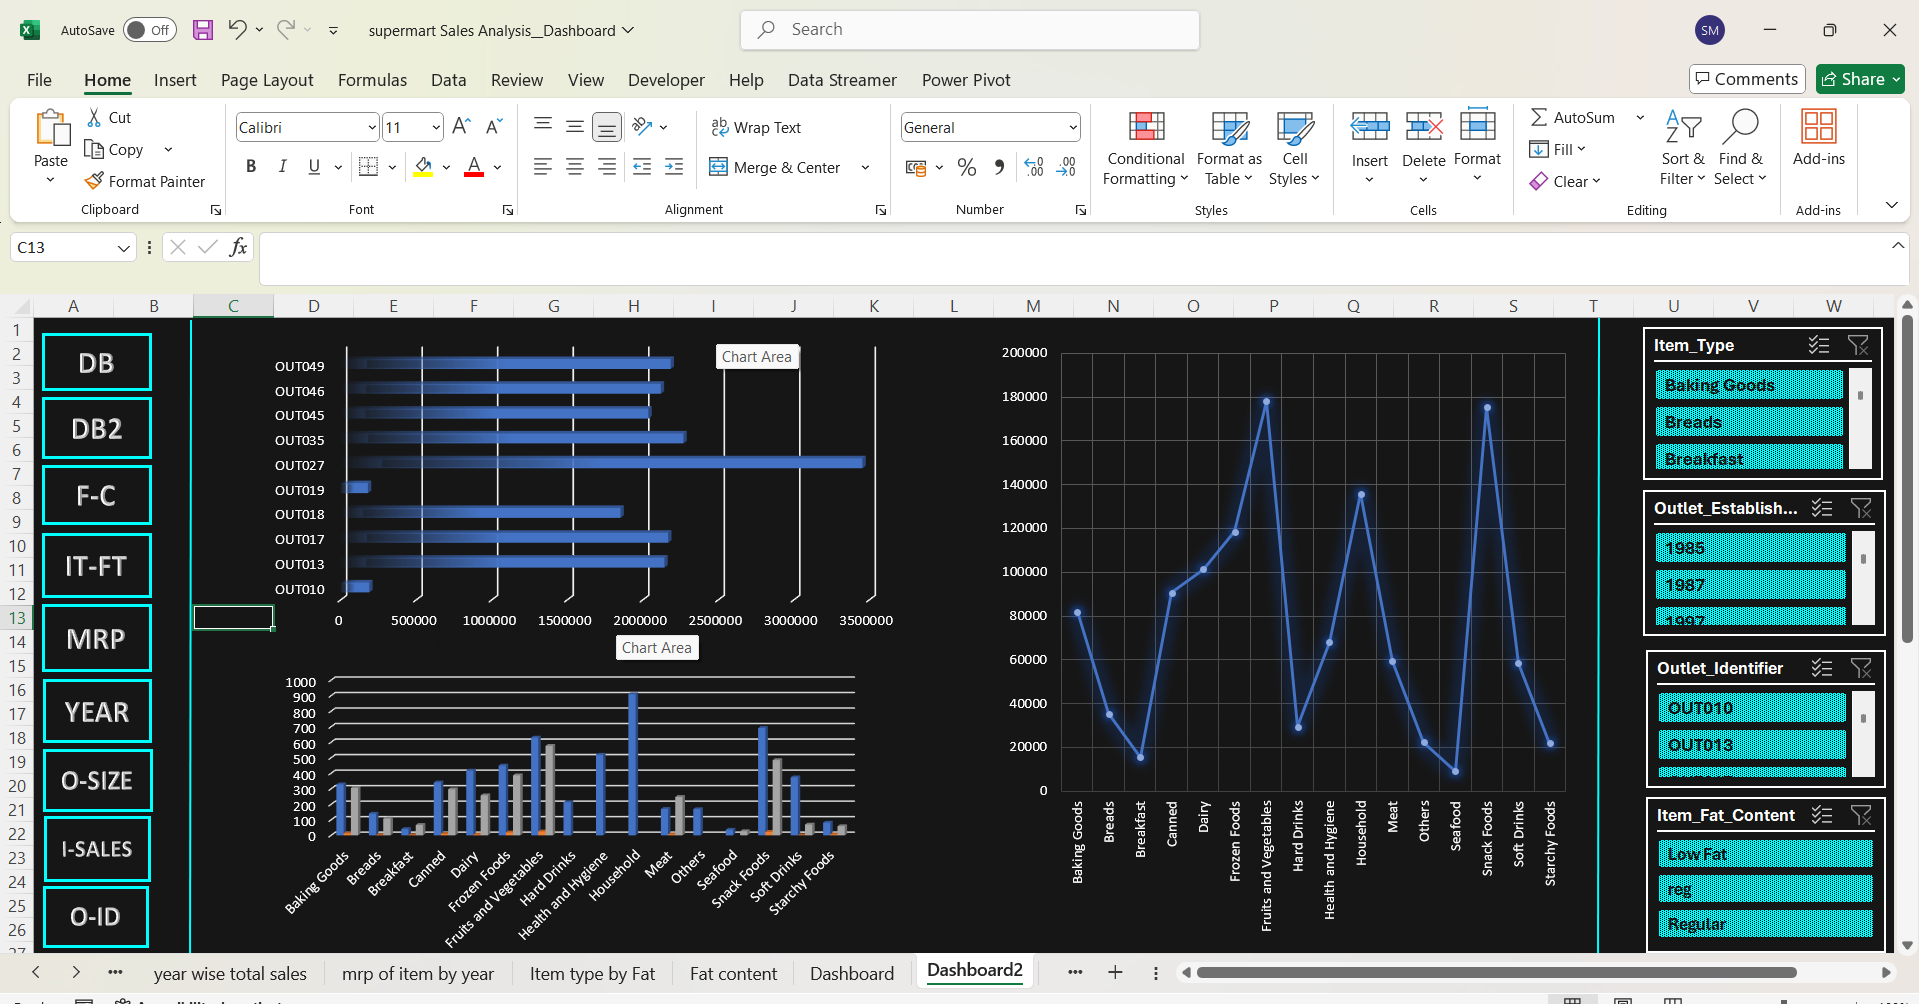 AutoSave Off supermart Sales Analysis_Dashboard Search SM
File Home Insert Page Layout Formulas Data Review View Developer Help Data Streamer Power Pivot Comments Share
Paste
Cut
Copy
Format Painter
Clipboard
Calibri 11
B I U
Font
Wrap Text
Merge & Center
Alignment
General
Number
Conditional Formatting
Format as Table
Cell Styles
Styles
Insert Delete Format
Cells
AutoSum
Fill
Clear
Sort & Filter
Find & Select
Editing
Add-ins
Add-ins
C13 fx
A B C D E F G H I J K L M N O P Q R S T U V W
1
2
3
4
5
6
7
8
9
10
11
12
13
14
15
16
17
18
19
20
21
22
23
24
25
26
27
DB
DB2
F-C
IT-FT
MRP
YEAR
O-SIZE
I-SALES
O-ID
OUT049
OUT046
OUT045
OUT035
OUT027
OUT019
OUT018
OUT017
OUT013
OUT010
0 500000 1000000 1500000 2000000 2500000 3000000 3500000
Chart Area
Chart Area
1000
900
800
700
600
500
400
300
200
100
0
Baking Goods
Breads
Breakfast
Canned
Dairy
Frozen Foods
Fruits and Vegetables
Hard Drinks
Health and Hygiene
Household
Meat
Others
Seafood
Snack Foods
Soft Drinks
Starchy Foods
200000
180000
160000
140000
120000
100000
80000
60000
40000
20000
0
Baking Goods
Breads
Breakfast
Canned
Dairy
Frozen Foods
Fruits and Vegetables
Hard Drinks
Health and Hygiene
Household
Meat
Others
Seafood
Snack Foods
Soft Drinks
Starchy Foods
Item_Type
Baking Goods
Breads
Breakfast
Outlet_Establish...
1985
1987
1997
Outlet_Identifier
OUT010
OUT013
Item_Fat_Content
Low Fat
reg
Regular
year wise total sales mrp of item by year Item type by Fat Fat content Dashboard Dashboard2